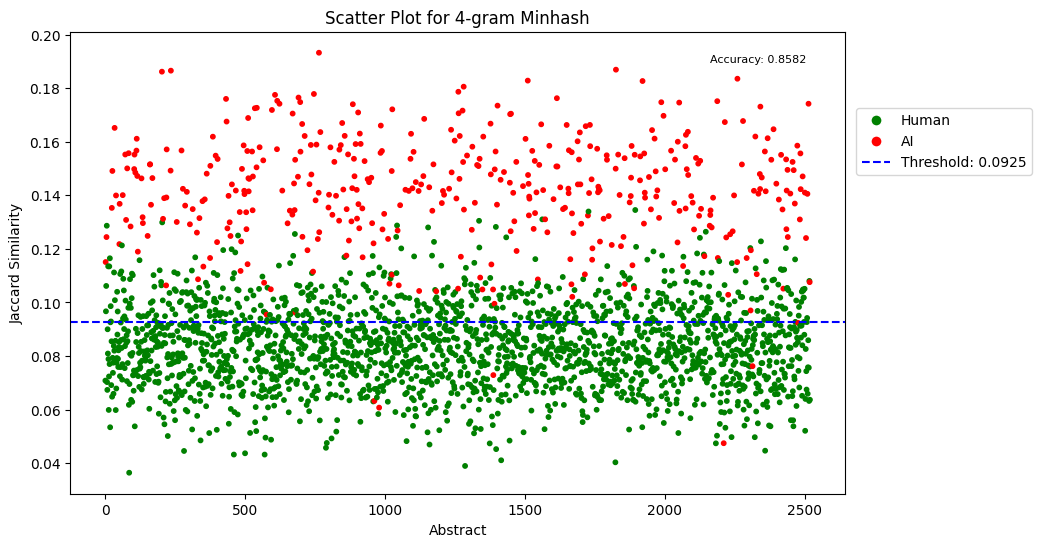 Scatter Plot for 4-gram Minhash
Accuracy: 0.8582
Human
AI
Threshold: 0.0925
Jaccard Similarity
0.20
0.18
0.16
0.14
0.12
0.10
0.08
0.06
0.04
0
500
1000
1500
2000
2500
Abstract